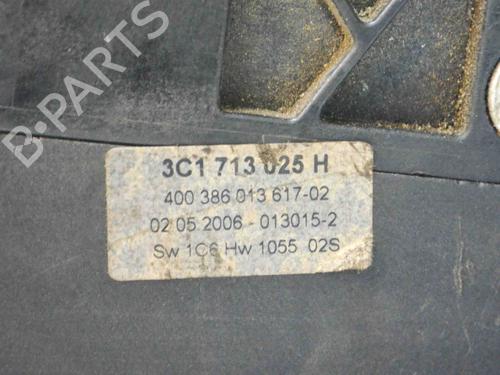 B-PARTS
3C1 713 025 H
400 386 013 617-02
02 05 2006 - 013015-2
Sw 1C6 Hw 1055 02S